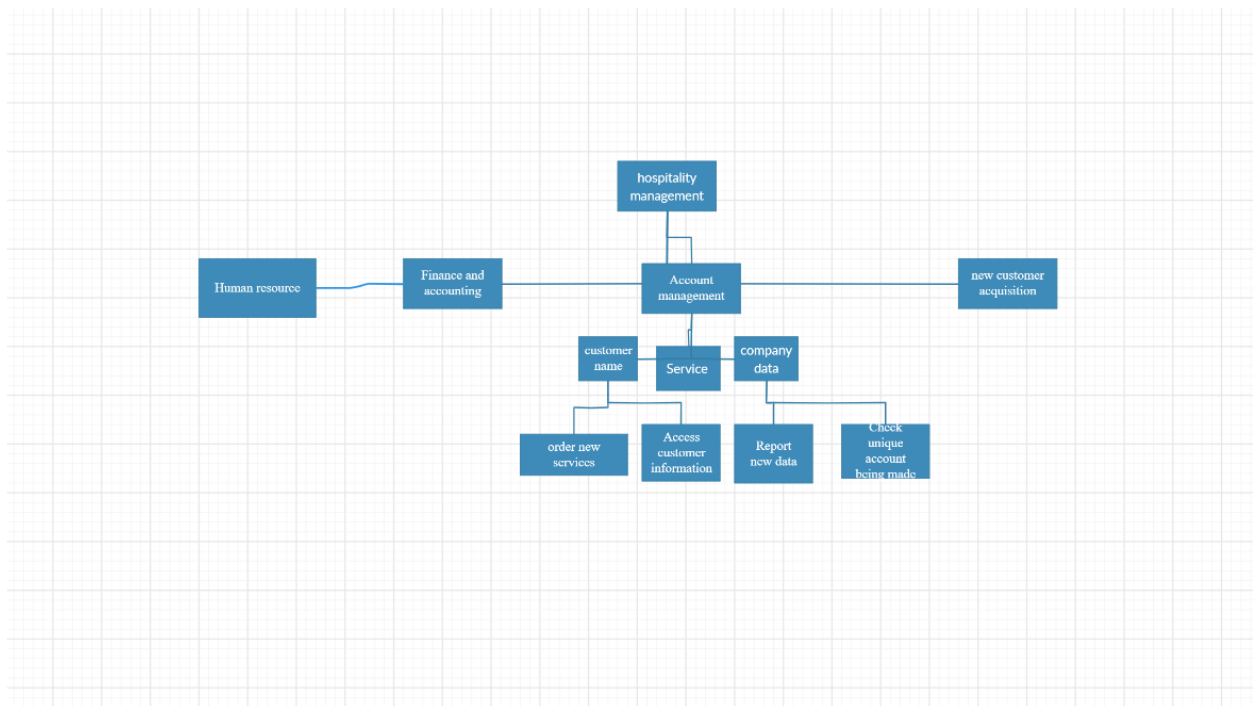 hospitality
management
Human resource
Finance and
accounting
Account
management
new customer
acquisition
customer
name
Service
company
data
order new
services
Access
customer
information
Report
new data
Check
unique
account
being made